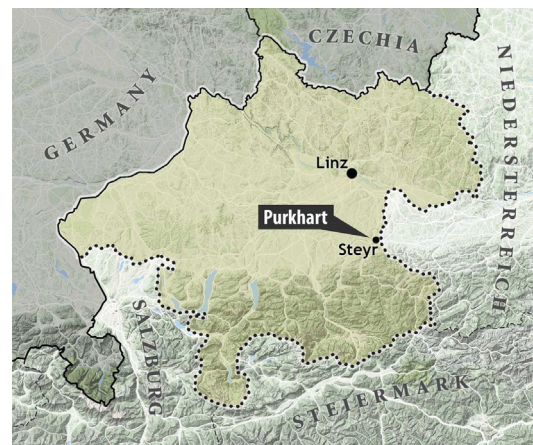 CZECHIA
GERMANY
NIEDERSTERREICH
Linz
Purkhart
Steyr
SALZBURG
STEIERMARK